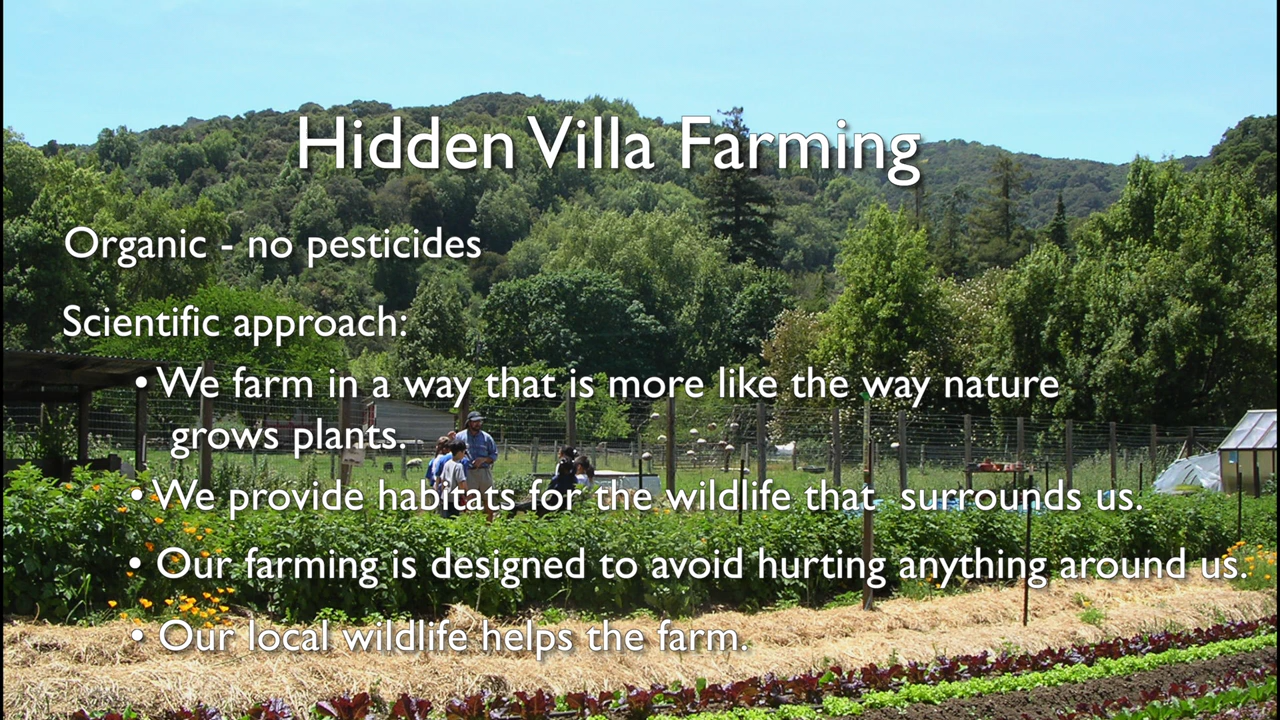 Hidden Villa Farming
Organic - no pesticides
Scientific approach:
• We farm in a way that is more like the way nature
grows plants.
• We provide habitats for the wildlife that surrounds us.
• Our farming is designed to avoid hurting anything around us.
• Our local wildlife helps the farm.